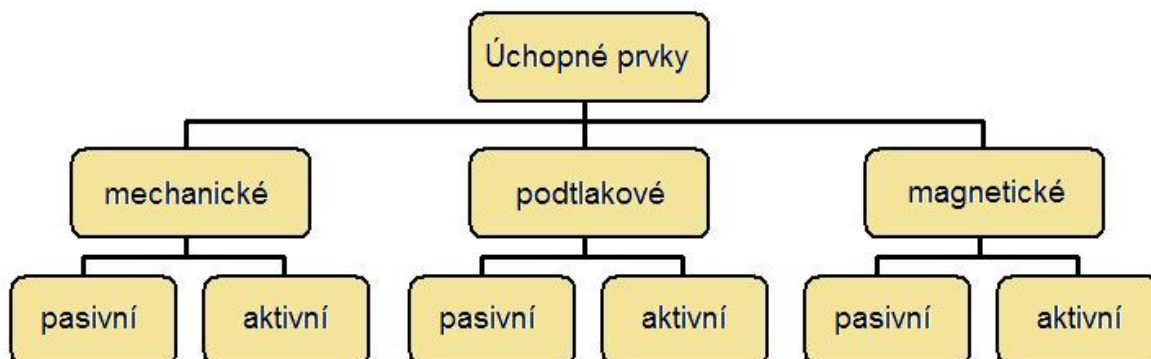 Úchopné prvky
mechanické
podtlakové
magnetické
pasivní
aktivní
pasivní
aktivní
pasivní
aktivní